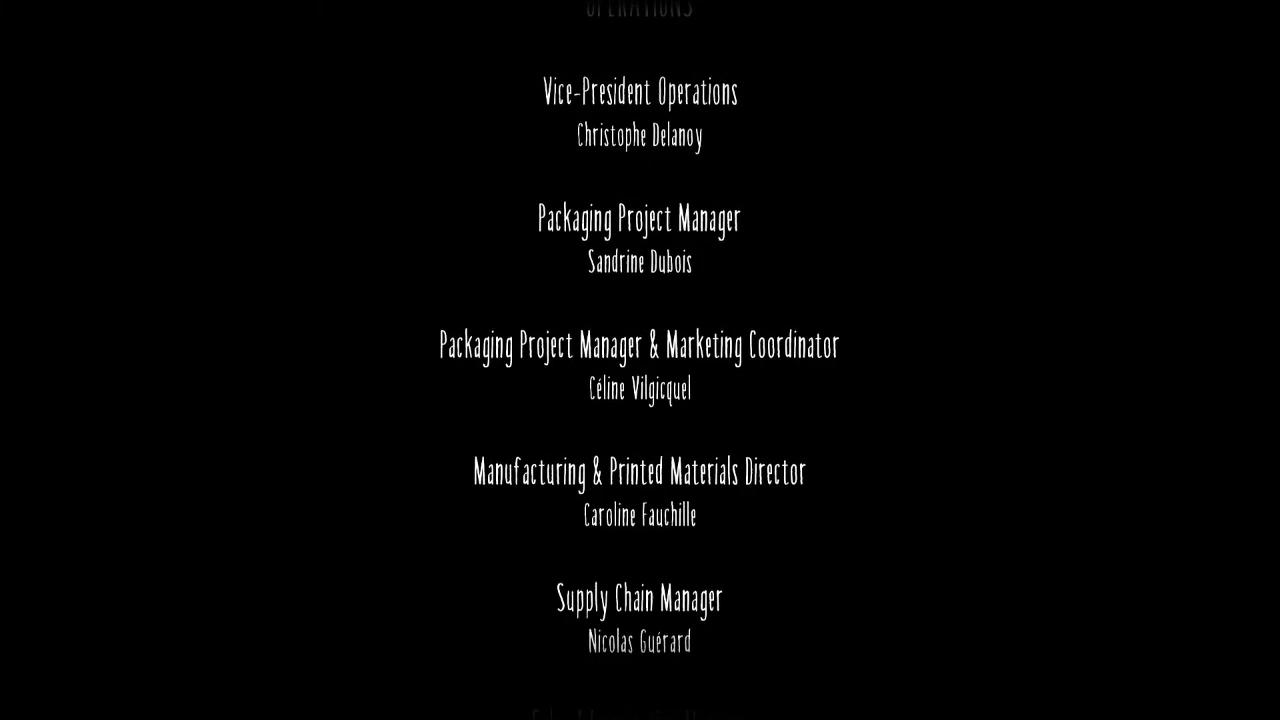 OPERATIONS
Vice-President Operations
Christophe Delanoy
Packaging Project Manager
Sandrine Dubois
Packaging Project Manager & Marketing Coordinator
Céline Vilgicquel
Manufacturing & Printed Materials Director
Caroline Fauchille
Supply Chain Manager
Nicolas Guérard